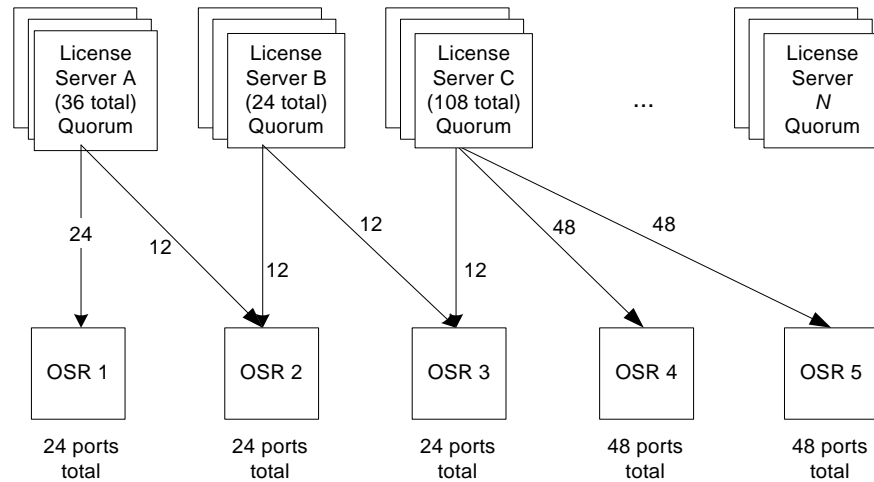 License
Server A
(36 total)
Quorum
License
Server B
(24 total)
Quorum
License
Server C
(108 total)
Quorum
...
License
Server
N
Quorum
24
12
12
12
12
48
48
OSR 1
OSR 2
OSR 3
OSR 4
OSR 5
24 ports
total
24 ports
total
24 ports
total
48 ports
total
48 ports
total